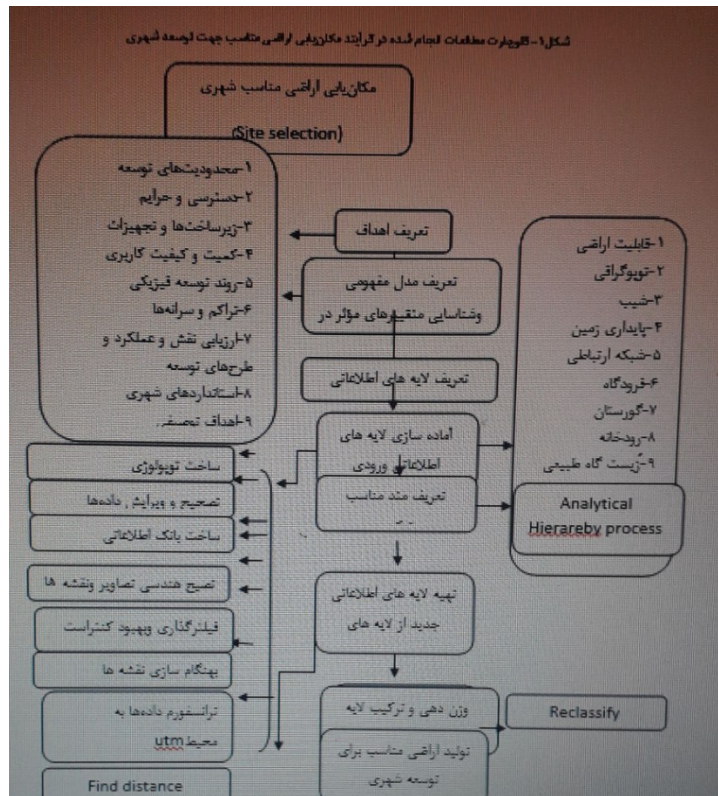 شکل۱- فلوچارت مطالعات انجام شده در فرآیند مکان‌یابی اراضی مناسب جهت توسعه شهری
مکان‌یابی اراضی مناسب شهری
(Site selection)
۱-محدودیت‌های توسعه
۲-دسترسی و حرایم
۳-زیرساخت‌ها و تجهیزات
۴-کمیت و کیفیت کاربری
۵-روند توسعه فیزیکی
۶-تراکم و سرانه‌ها
۷-ارزیابی نقش و عملکرد و
طرح‌های توسعه
۸-استانداردهای شهری
۹-اهداف توصیفی
تعریف اهداف
تعریف مدل مفهومی
وشناسایی متغیرهای مؤثر در
تعریف لایه های اطلاعاتی
آماده سازی لایه های
اطلاعاتی ورودی
تعریف متد مناسب
۱-قابلیت اراضی
۲-توپوگرافی
۳-شیب
۴-پایداری زمین
۵-شبکه ارتباطی
۶-فرودگاه
۷-گورستان
۸-رودخانه
۹-زیست گاه طبیعی
Analytical
Hierareby process
ساخت توپولوژی
تصحیح و ویرایش داده‌ها
ساخت بانک اطلاعاتی
تصیح هندسی تصاویر ونقشه ها
فیلترگذاری وبهبود کنتراست
بهنگام سازی نقشه ها
ترانسفورم داده‌ها به
محیط utm
Find distance
تهیه لایه های اطلاعاتی
جدید از لایه های
وزن دهی و ترکیب لایه
تولید اراضی مناسب برای
توسعه شهری
Reclassify